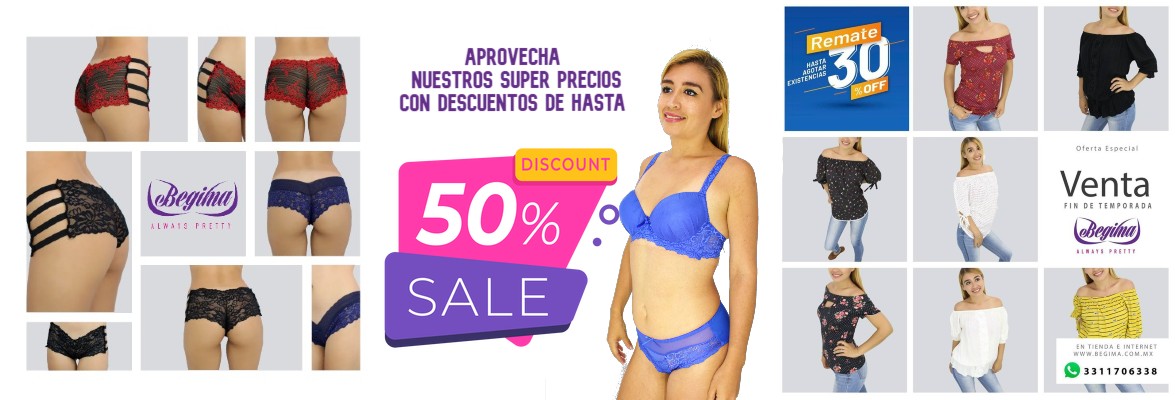 Begima
ALWAYS PRETTY
APROVECHA
NUESTROS SUPER PRECIOS
CON DESCUENTOS DE HASTA
DISCOUNT
50%
SALE
Remate
HASTA
AGOTAR
EXISTENCIAS
30
%OFF
Oferta Especial
Venta
FIN DE TEMPORADA
Begima
ALWAYS PRETTY
EN TIENDA E INTERNET
WWW.BEGIMA.COM.MX
3311706338